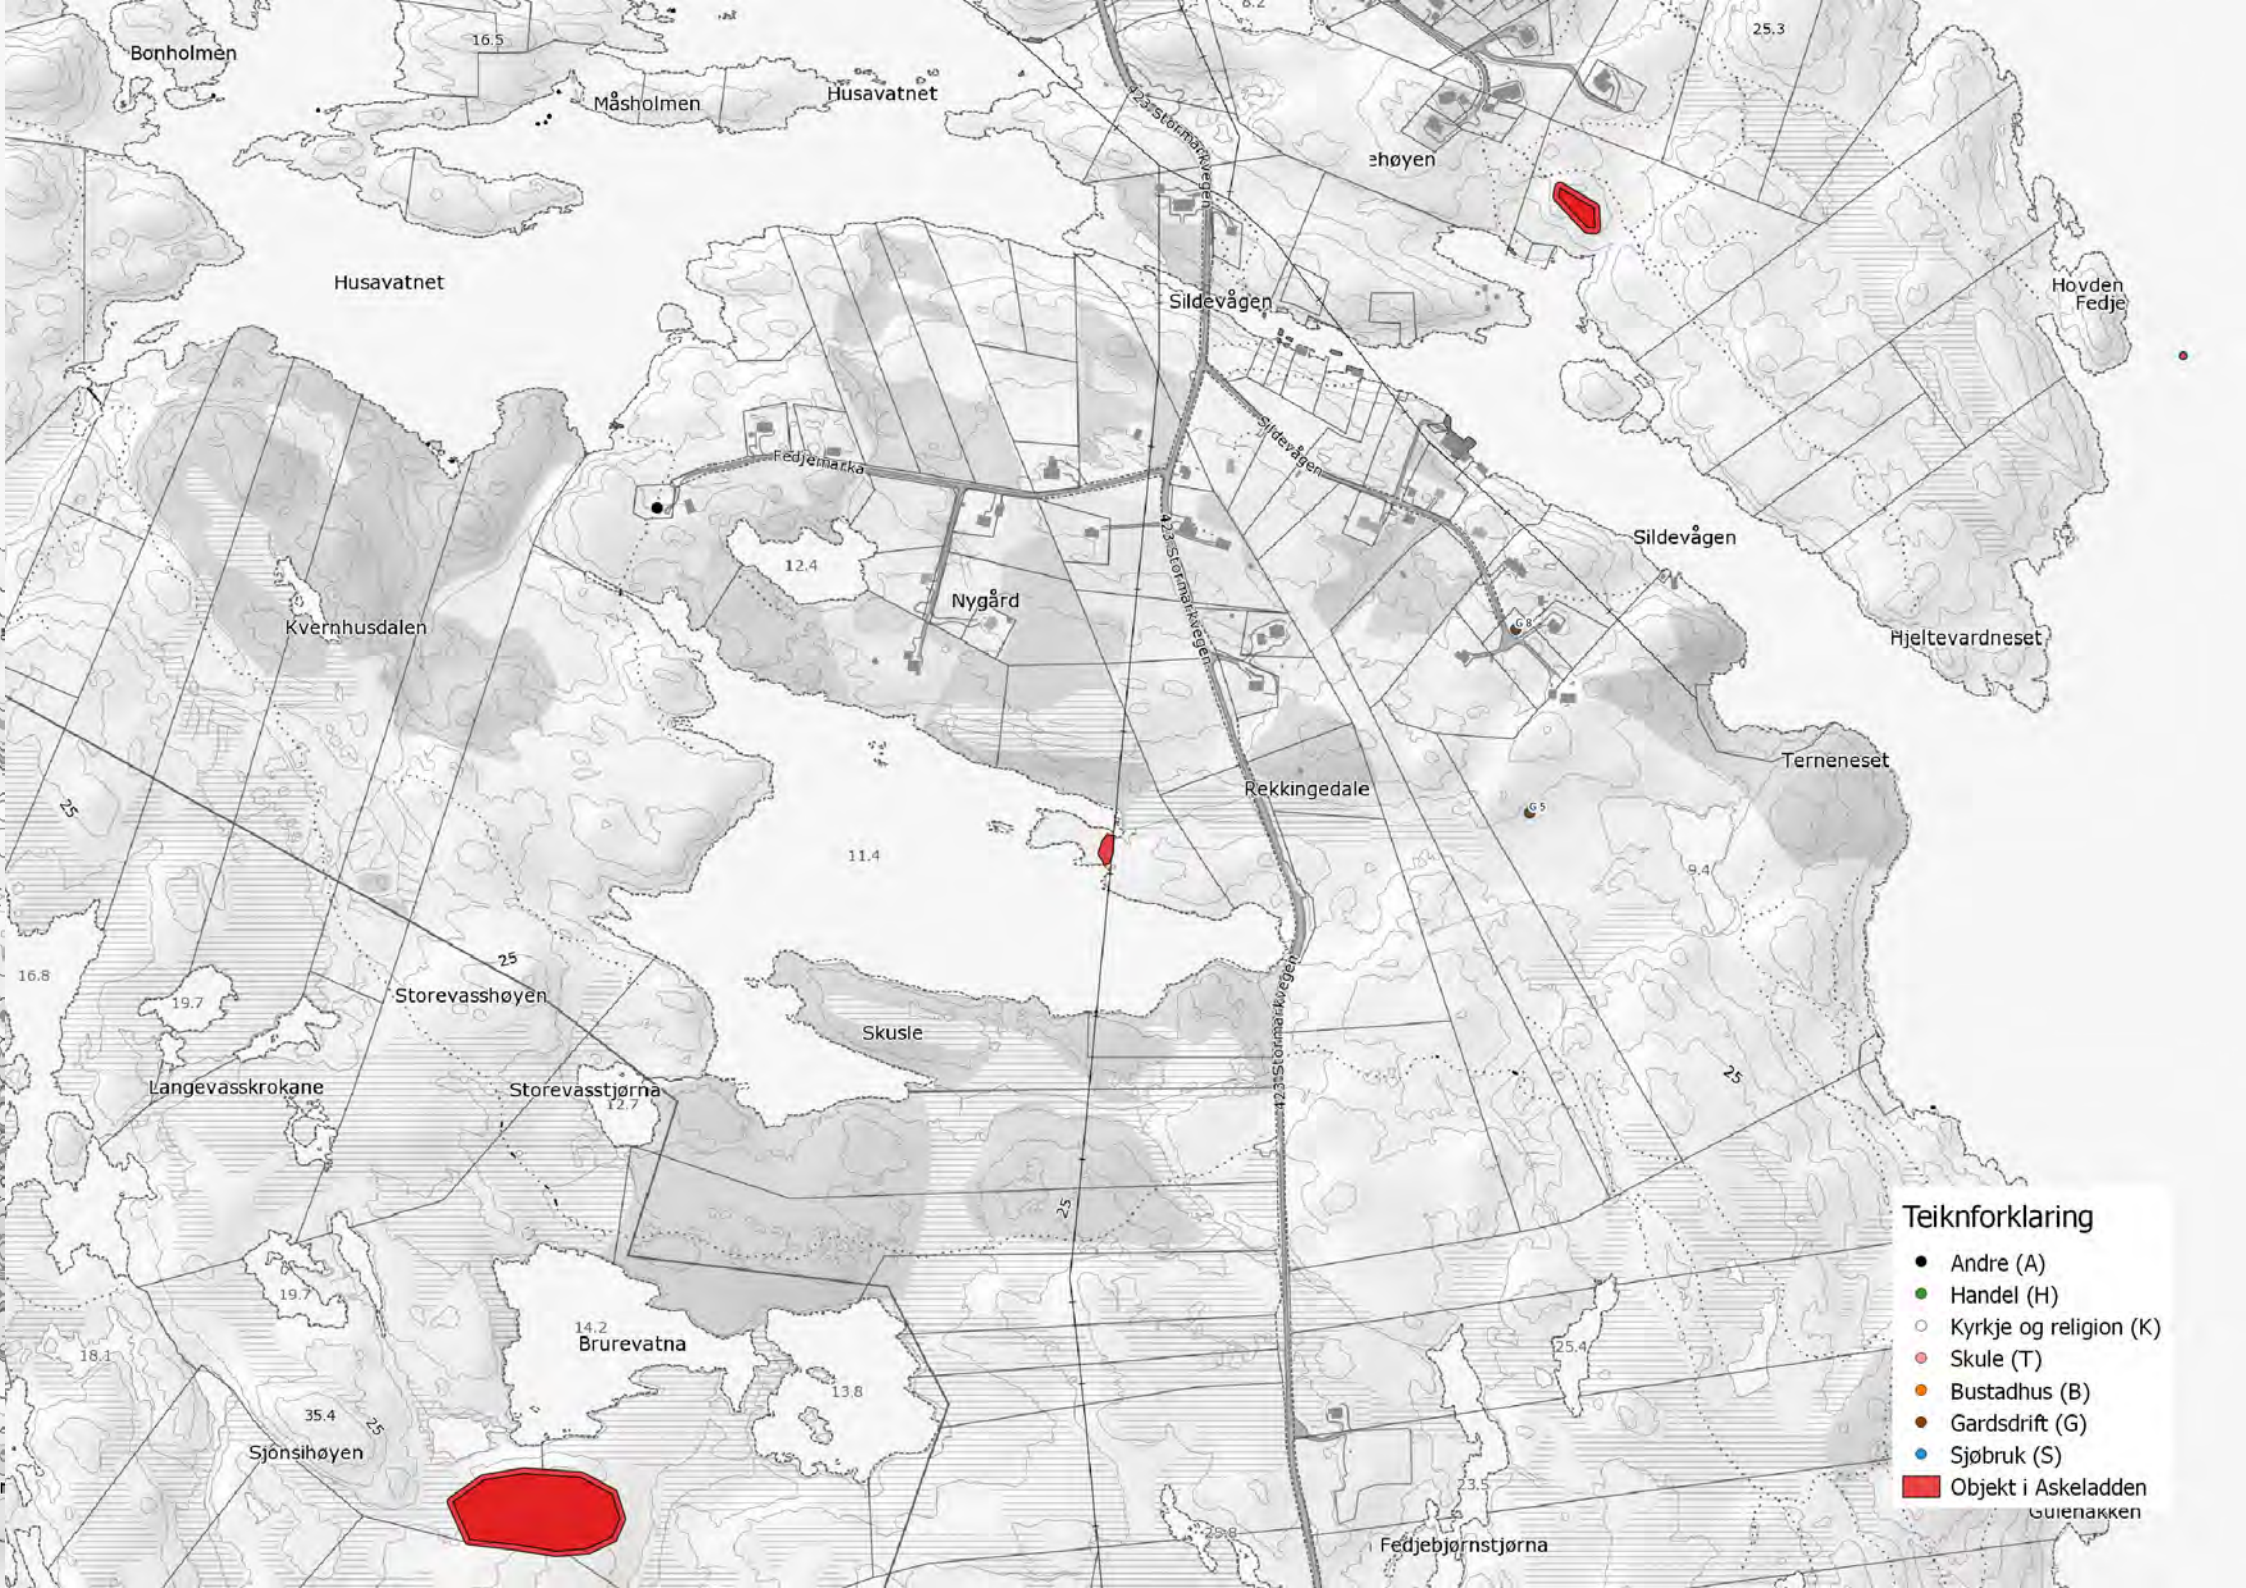 8.2
25.3
16.5
Bonholmen
Husavatnet
Måsholmen
423 Stormarkvegen
ehøyen
Husavatnet
Hovden
Fedje
Sildevågen
Fedjemarka
Sildevågen
423 Stormarkvegen
Sildevågen
12.4
Nygård
Kvernhusdalen
G 8
Hjeltevardneset
Terneneset
Rekkingedale
25
G 5
11.4
9.4
25
16.8
19.7
Storevasshøyen
423 Stormarkvegen
Skusle
25
Langevasskrokane
Storevasstjørna
12.7
25
19.7
14.2
Brurevatna
18.1
25.4
13.8
35.4
25
Sjónsihøyen
23.5
Fedjebjørnstjørna
Gulenakken
Teiknforklaring
Andre (A)
Handel (H)
Kyrkje og religion (K)
Skule (T)
Bustadhus (B)
Gardsdrift (G)
Sjøbruk (S)
Objekt i Askeladden